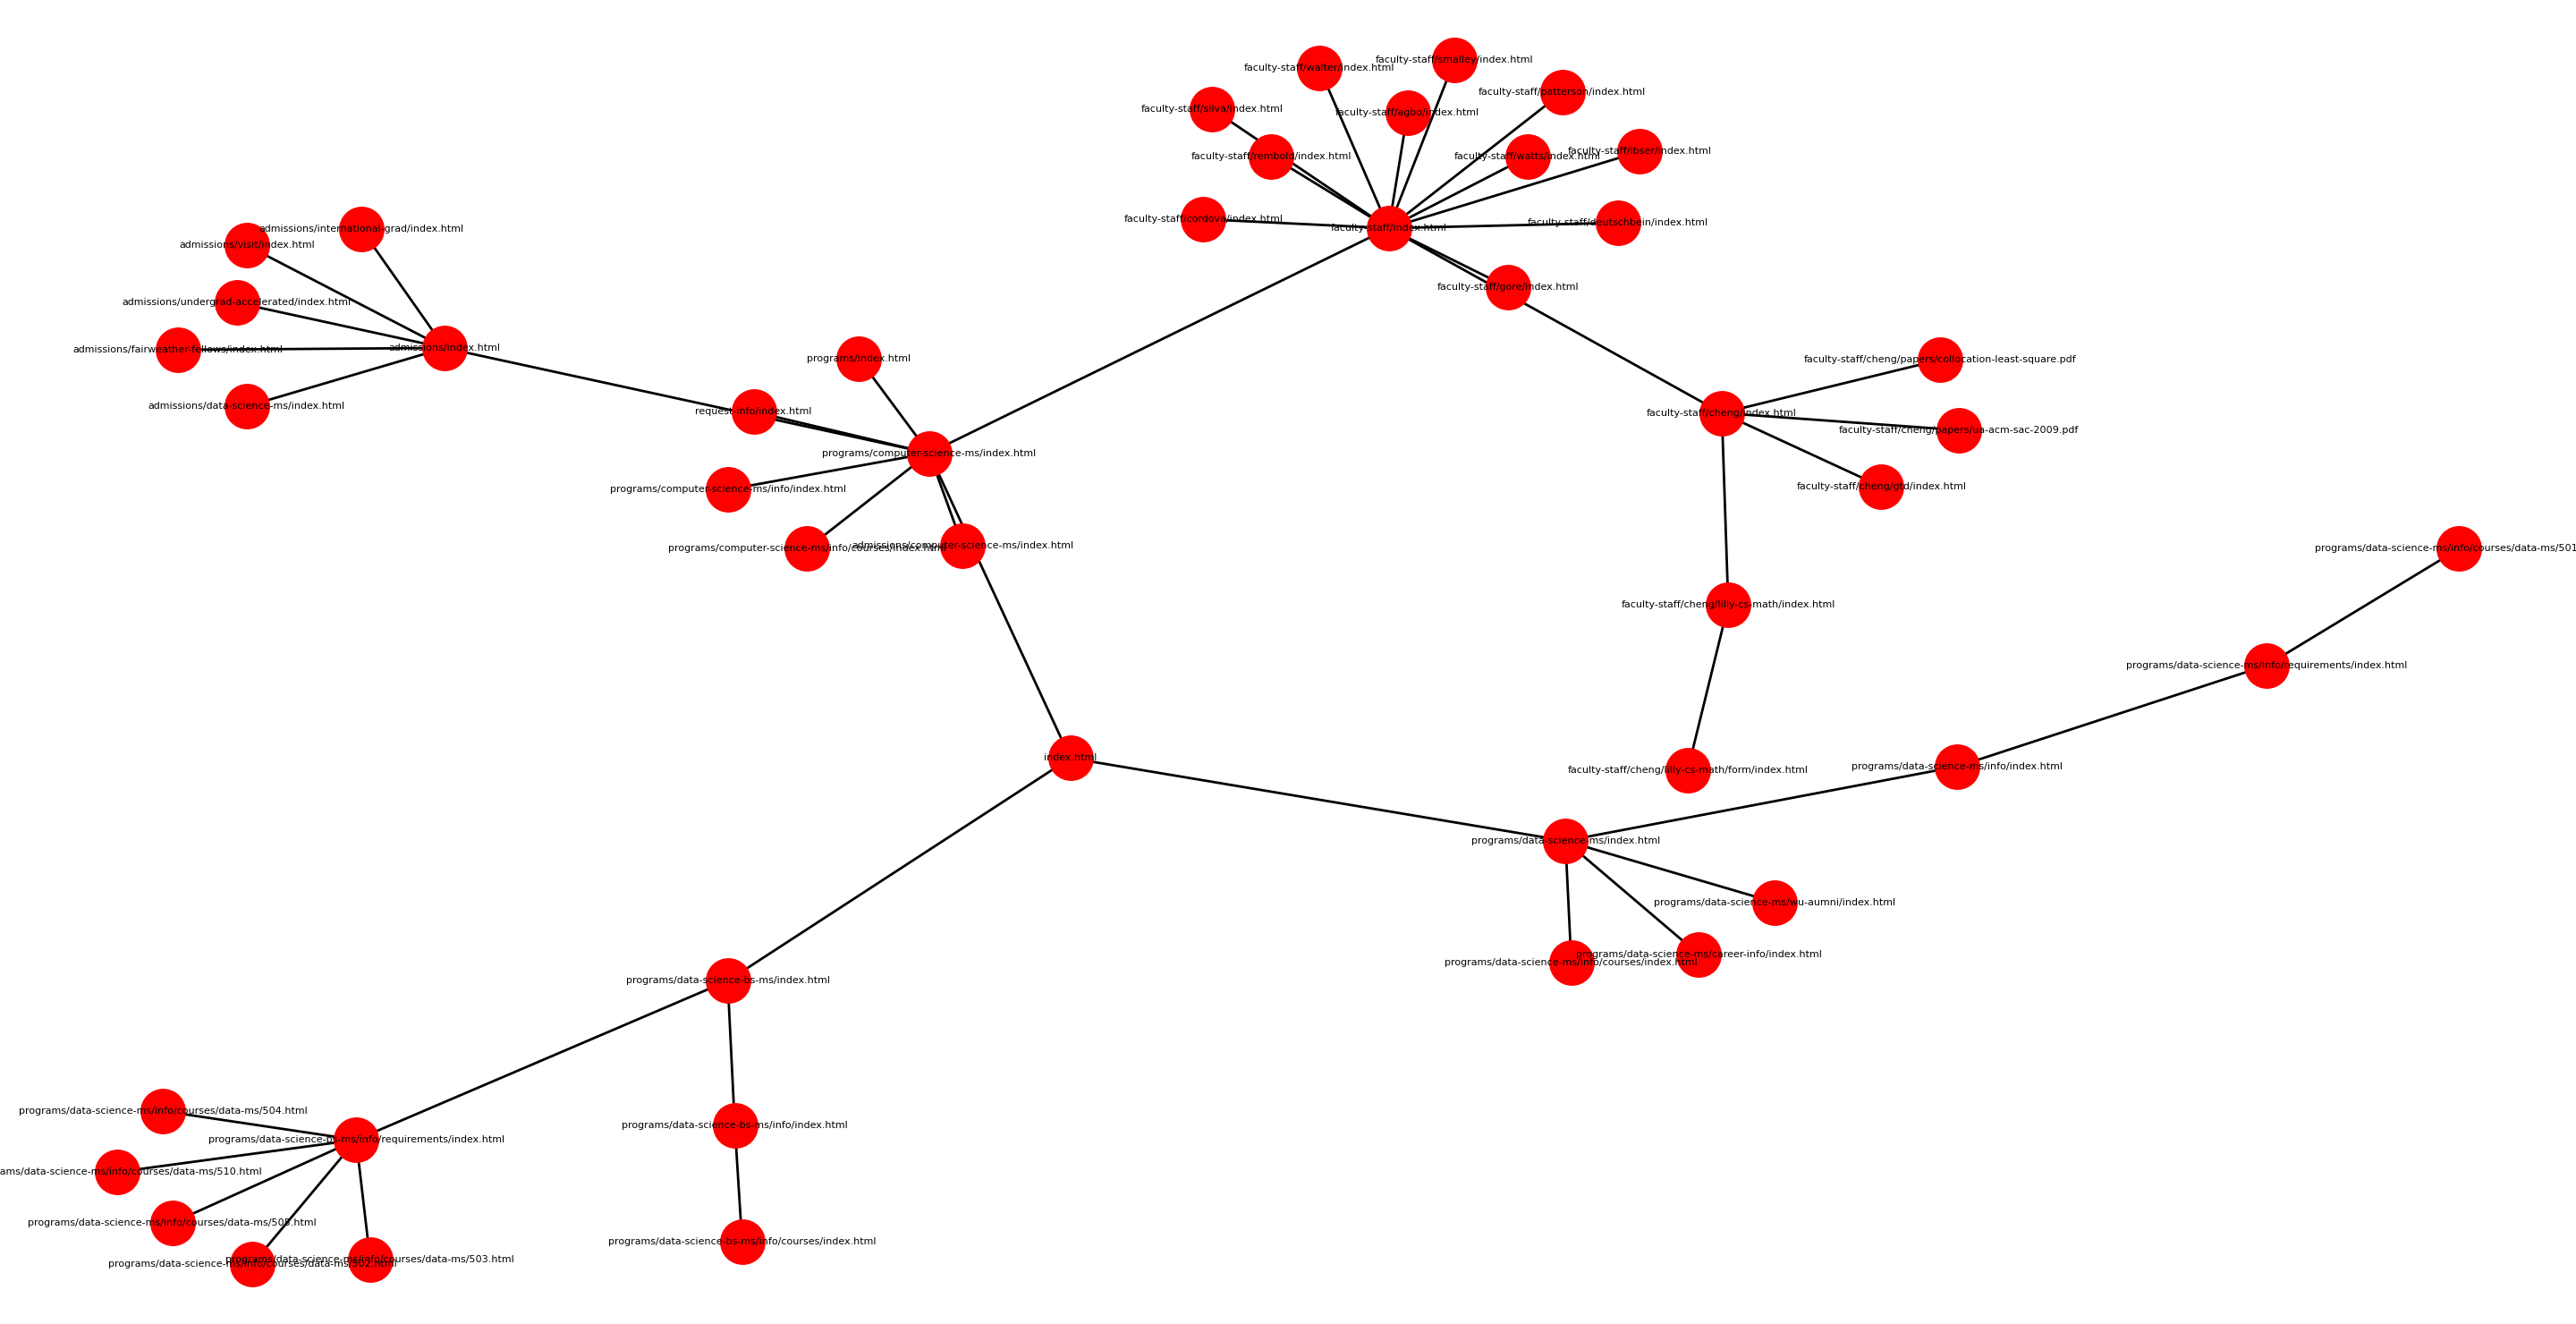 faculty-staff/smalley/index.html
faculty-staff/walter/index.html
faculty-staff/patterson/index.html
faculty-staff/silva/index.html
faculty-staff/agbo/index.html
faculty-staff/ibser/index.html
faculty-staff/rembold/index.html
faculty-staff/watts/index.html
faculty-staff/cordova/index.html
faculty-staff/deutschbein/index.html
faculty-staff/index.html
admissions/international-grad/index.html
admissions/visit/index.html
faculty-staff/gore/index.html
admissions/undergrad-accelerated/index.html
admissions/index.html
admissions/fairweather-fellows/index.html
programs/index.html
faculty-staff/cheng/papers/collocation-least-square.pdf
admissions/data-science-ms/index.html
request-info/index.html
faculty-staff/cheng/index.html
faculty-staff/cheng/papers/ua-acm-sac-2009.pdf
programs/computer-science-ms/index.html
faculty-staff/cheng/gtd/index.html
programs/computer-science-ms/info/index.html
admissions/computer-science-ms/index.html
programs/computer-science-ms/info/courses/index.html
programs/data-science-ms/info/courses/data-ms/501
faculty-staff/cheng/lilly-cs-math/index.html
programs/data-science-ms/info/requirements/index.html
index.html
programs/data-science-ms/info/index.html
faculty-staff/cheng/lilly-cs-math/form/index.html
programs/data-science-ms/index.html
programs/data-science-ms/wu-aumni/index.html
programs/data-science-ms/career-info/index.html
programs/data-science-ms/info/courses/index.html
programs/data-science-bs-ms/index.html
programs/data-science-ms/info/courses/data-ms/504.html
programs/data-science-bs-ms/info/index.html
programs/data-science-bs-ms/info/requirements/index.html
ams/data-science-ms/info/courses/data-ms/510.html
programs/data-science-ms/info/courses/data-ms/505.html
programs/data-science-bs-ms/info/courses/index.html
programs/data-science-ms/info/courses/data-ms/503.html
programs/data-science-ms/info/courses/data-ms/502.html